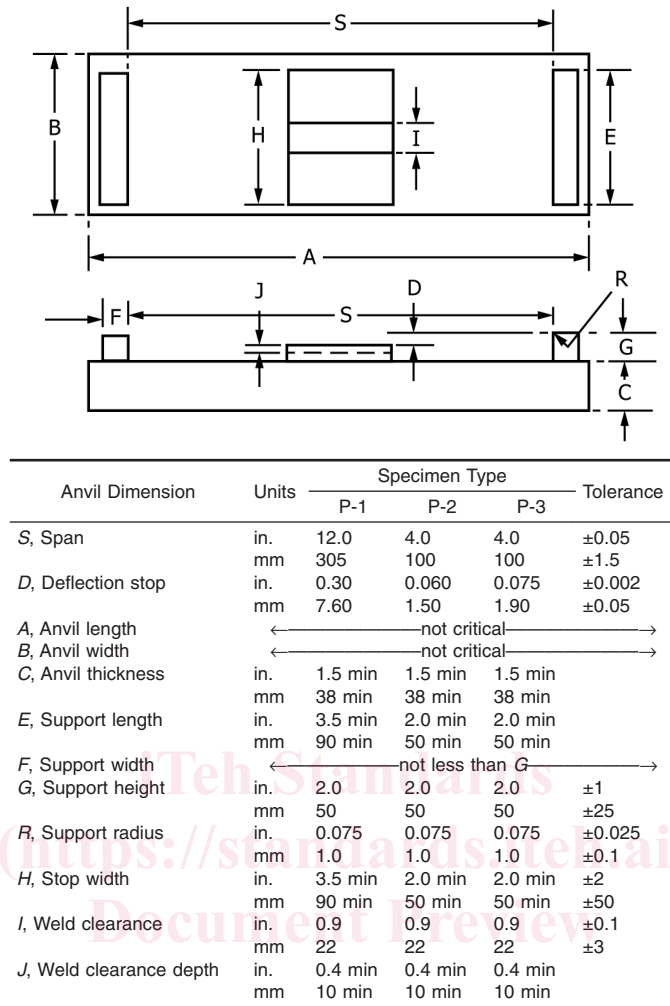 S
B
H
I
E
A
J
D
R
F
S
G
C
Anvil Dimension Units Specimen Type Tolerance
P-1 P-2 P-3
S, Span in. 12.0 4.0 4.0 ±0.05
mm 305 100 100 ±1.5
D, Deflection stop in. 0.30 0.060 0.075 ±0.002
mm 7.60 1.50 1.90 ±0.05
A, Anvil length ←not critical→
B, Anvil width ←not critical→
C, Anvil thickness in. 1.5 min 1.5 min 1.5 min
mm 38 min 38 min 38 min
E, Support length in. 3.5 min 2.0 min 2.0 min
mm 90 min 50 min 50 min
F, Support width ←not less than G→
G, Support height in. 2.0 2.0 2.0 ±1
mm 50 50 50 ±25
R, Support radius in. 0.075 0.075 0.075 ±0.025
mm 1.0 1.0 1.0 ±0.1
H, Stop width in. 3.5 min 2.0 min 2.0 min ±2
mm 90 min 50 min 50 min ±50
I, Weld clearance in. 0.9 0.9 0.9 ±0.1
mm 22 22 22 ±3
J, Weld clearance depth in. 0.4 min 0.4 min 0.4 min
mm 10 min 10 min 10 min
iTeh Standards
(https://standards.iteh.ai
Document Preview